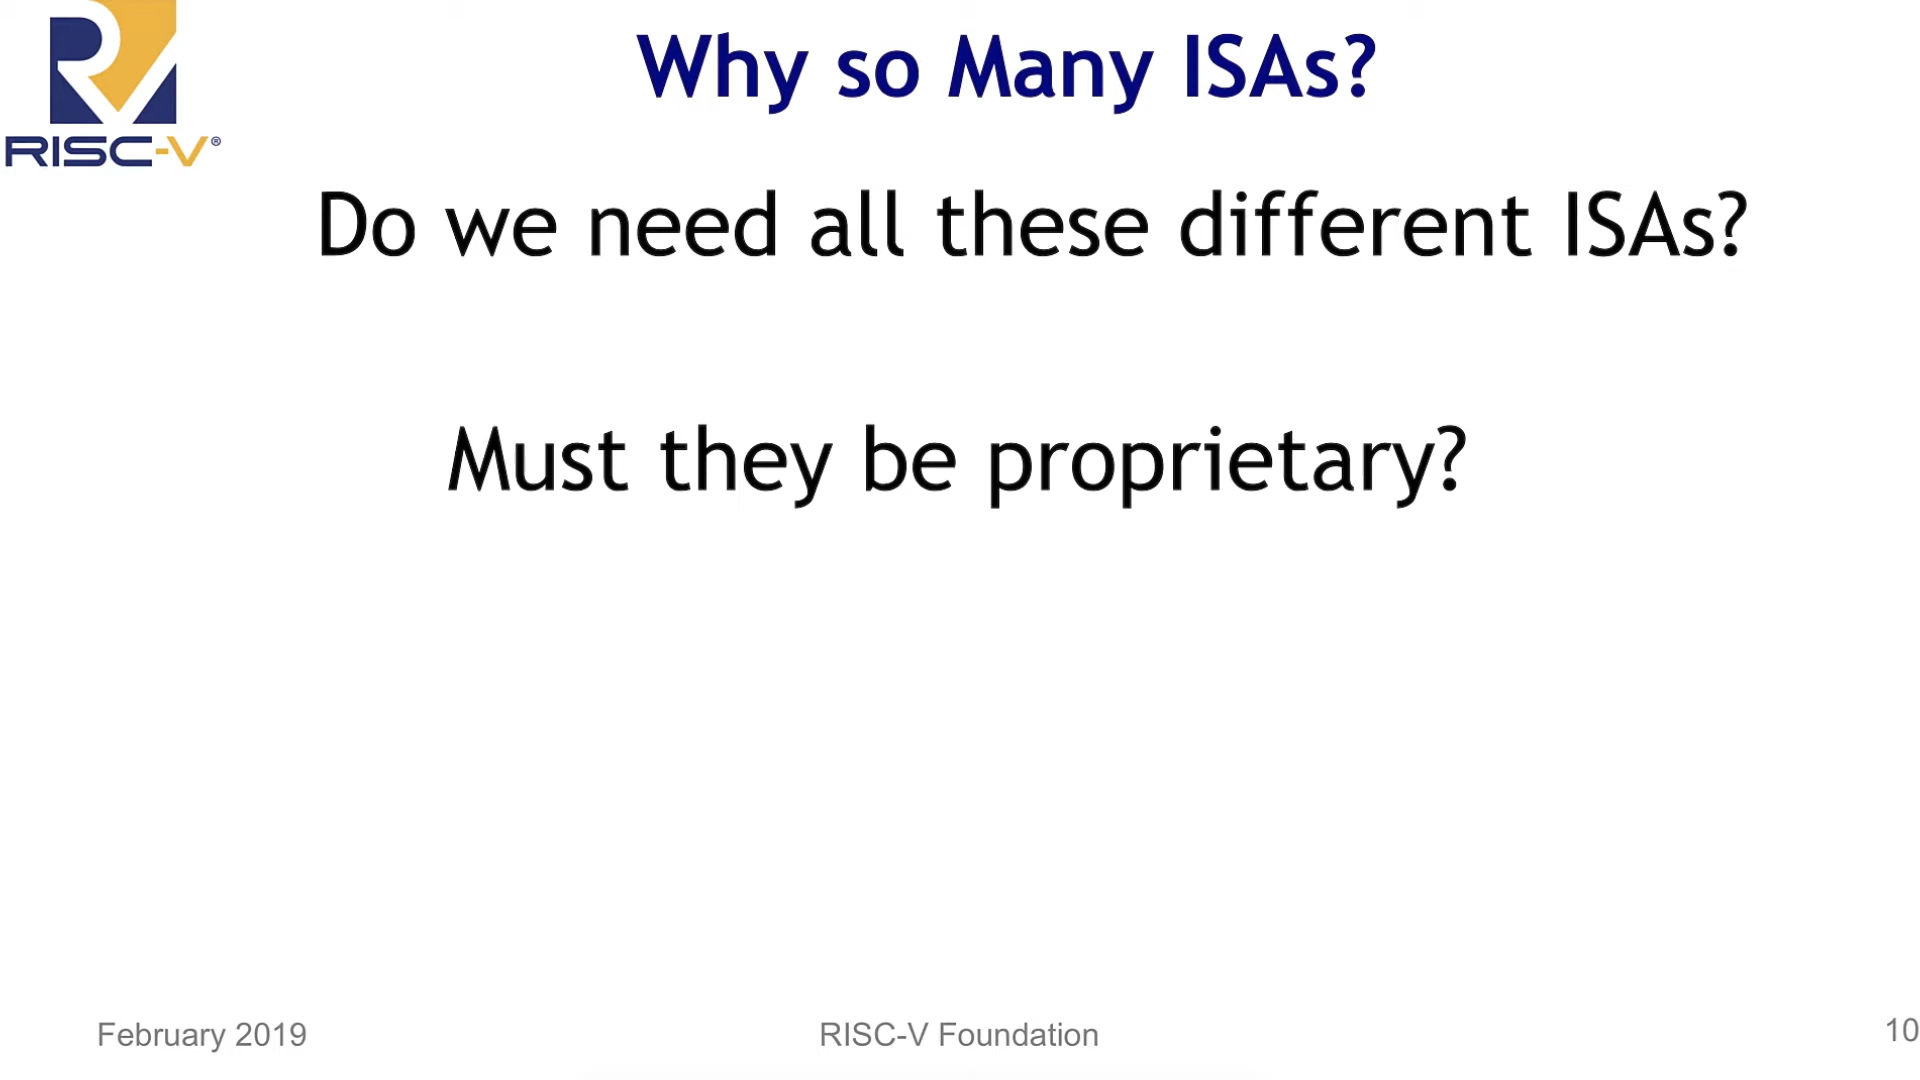 RISC-V®
Why so Many ISAs?
Do we need all these different ISAs?
Must they be proprietary?
February 2019
RISC-V Foundation
10